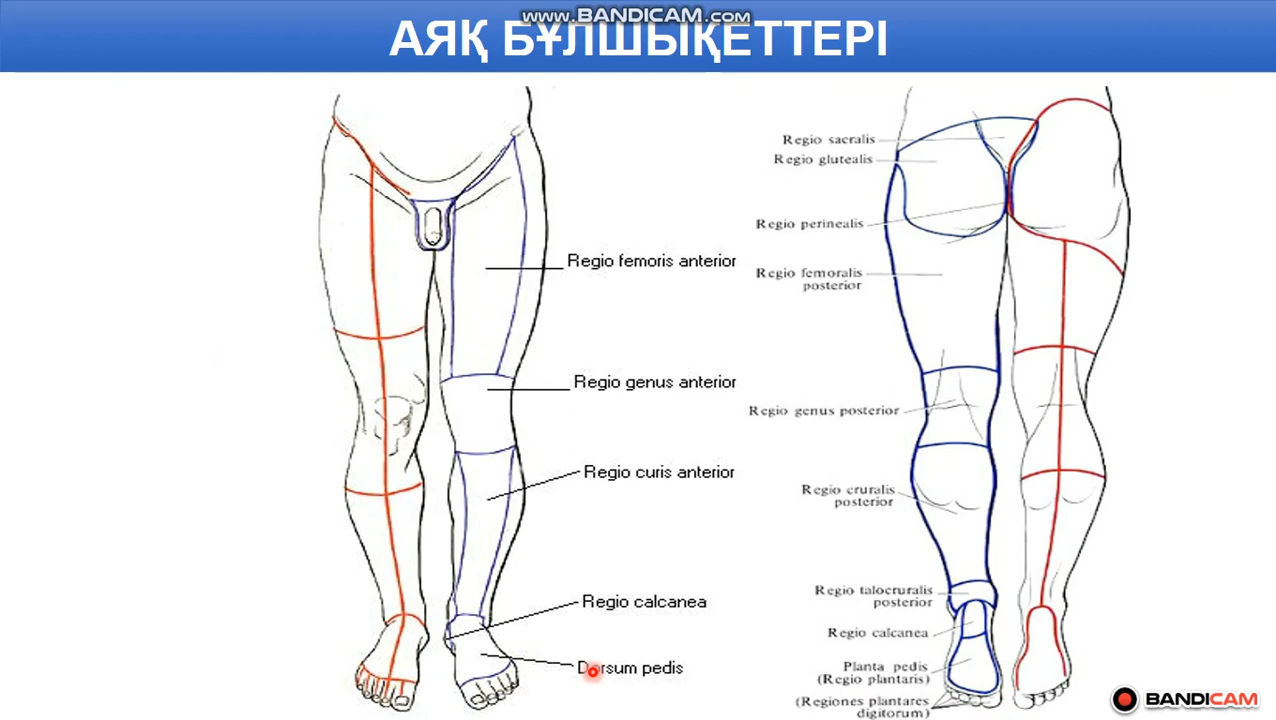 www.BANDICAM.com
АЯҚ БҰЛШЫҚЕТТЕРІ
Regio femoris anterior
Regio genus anterior
Regio curis anterior
Regio calcanea
Dorsum pedis
Regio sacralis
Regio glutealis
Regio perinealis
Regio femoralis
posterior
Regio genus posterior
Regio cruralis
posterior
Regio talocruralis
posterior
Regio calcanea
Planta pedis
(Regio plantaris)
(Regiones plantares
digitorum)
BANDICAM